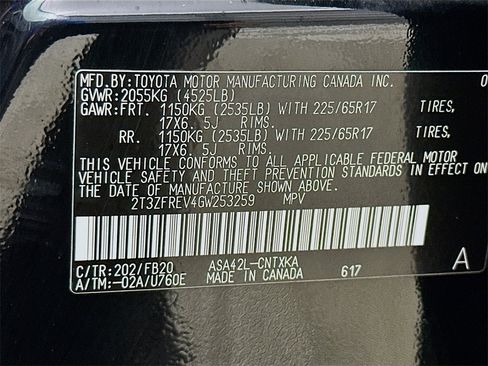 MFD.BY:TOYOTA MOTOR MANUFACTURING CANADA INC. 0
GVWR:2055KG (4525LB)
GAWR:FRT. 1150KG (2535LB) WITH 225/65R17 TIRES,
17X6.5J RIMS.
RR. 1150KG (2535LB) WITH 225/65R17 TIRES,
17X6.5J RIMS.
THIS VEHICLE CONFORMS TO ALL APPLICABLE FEDERAL MOTOR
VEHICLE SAFETY AND THEFT PREVENTION STANDARDS IN EFFECT
ON THE DATE OF MANUFACTURE SHOWN ABOVE.
2T3ZFREV4GW253259 MPV
C/TR:202/FB20 ASA42L-CNTXKA A
A/TM:-02A/U760E MADE IN CANADA 617